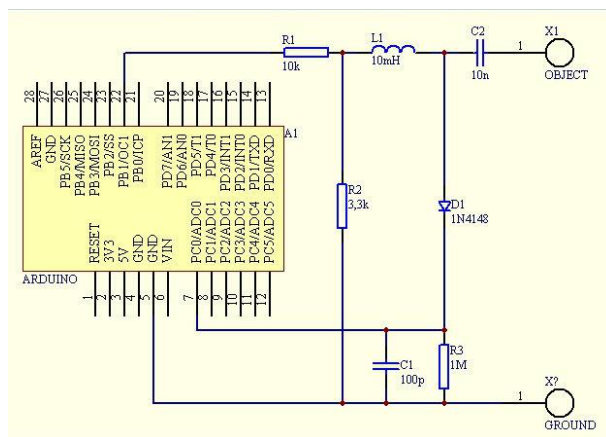 R1
10k
L1
10mH
C2
10n
1
X1
OBJECT
28
27
26
25
24
23
22
21
20
19
18
17
16
15
14
13
A1
AREF
GND
PB5/SCK
PB4/MISO
PB3/MOSI
PB2/SS
PB1/OC1
PB0/ICP
PD7/AN1
PD6/AN0
PD5/T1
PD4/T0
PD3/INT1
PD2/INT0
PD1/TXD
PD0/RXD
RESET
3V3
5V
GND
GND
VIN
PC0/ADC0
PC1/ADC1
PC2/ADC2
PC3/ADC3
PC4/ADC4
PC5/ADC5
ARDUINO
1
2
3
4
5
6
7
8
9
10
11
12
R2
3,3k
D1
1N4148
C1
100p
R3
1M
1
X?
GROUND